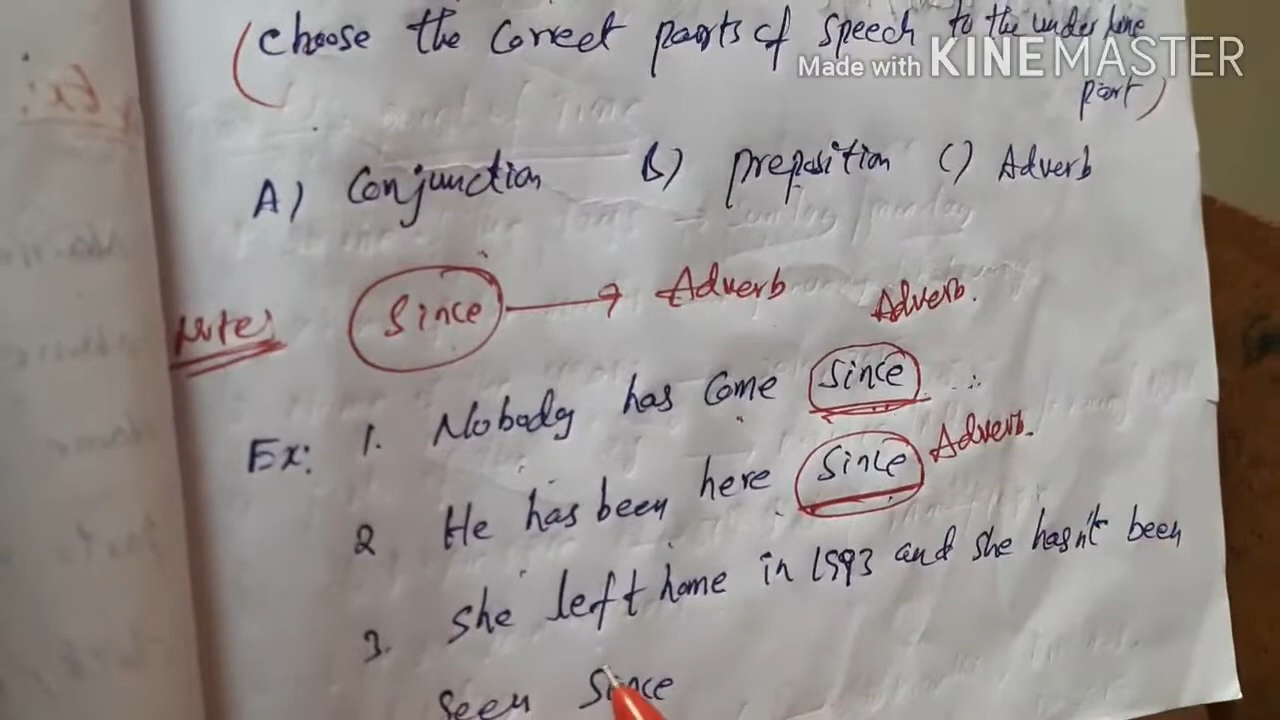 (choose the correct parts of speech to the underline
Made with KINEMASTER
part)
A) Conjunction B) preposition C) Adverb
Note: Since → Adverb Adverb.
Ex: 1. Nobody has come since
2 He has been here since Adverb.
3. She left home in 1993 and she hasn't been
seen since